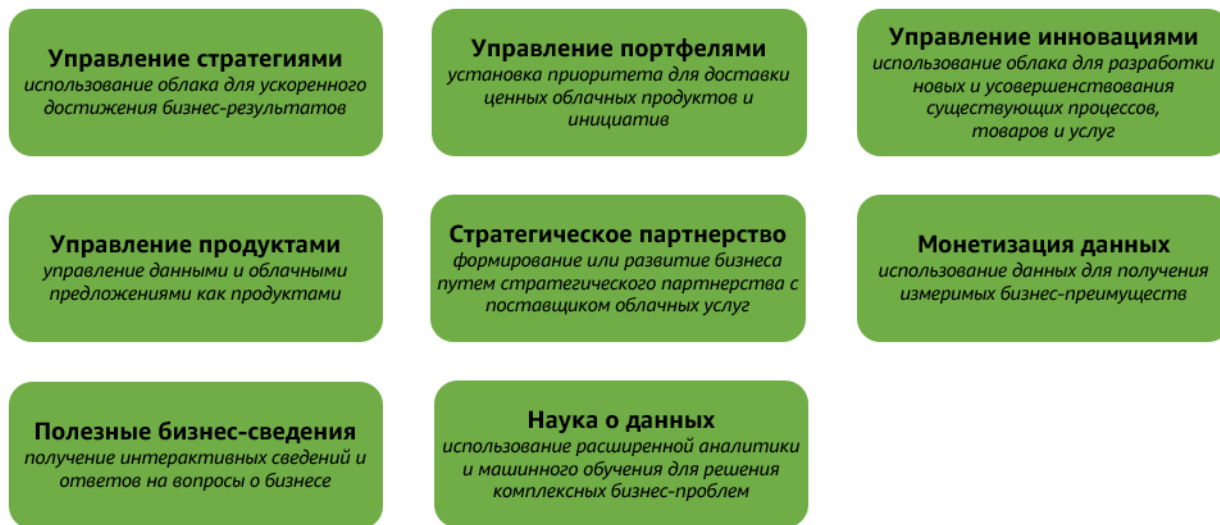 Управление стратегиями
использование облака для ускоренного
достижения бизнес-результатов
Управление портфелями
установка приоритета для доставки
ценных облачных продуктов и
инициатив
Управление инновациями
использование облака для разработки
новых и усовершенствования
существующих процессов,
товаров и услуг
Управление продуктами
управление данными и облачными
предложениями как продуктами
Стратегическое партнерство
формирование или развитие бизнеса
путем стратегического партнерства с
поставщиком облачных услуг
Монетизация данных
использование данных для получения
измеримых бизнес-преимуществ
Полезные бизнес-сведения
получение интерактивных сведений и
ответов на вопросы о бизнесе
Наука о данных
использование расширенной аналитики
и машинного обучения для решения
комплексных бизнес-проблем